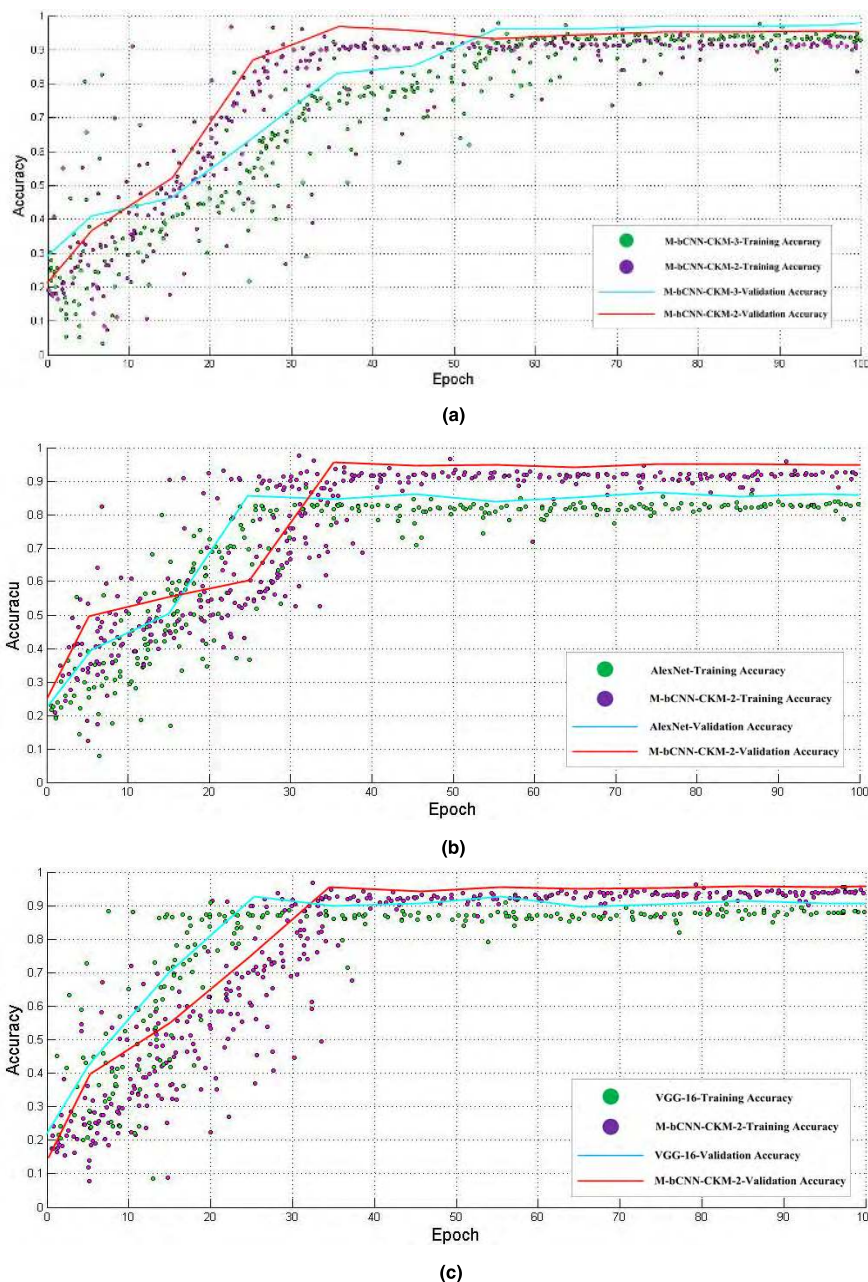 1
0.9
0.8
0.7
0.6
0.5
0.4
0.3
0.2
0.1
0
Accuracy
M-bCNN-CKM-3-Training Accuracy
M-bCNN-CKM-2-Training Accuracy
M-bCNN-CKM-3-Validation Accuracy
M-bCNN-CKM-2-Validation Accuracy
0 10 20 30 40 50 60 70 80 90 100
Epoch
(a)
1
0.9
0.8
0.7
0.6
0.5
0.4
0.3
0.2
0.1
0
Accuracu
AlexNet-Training Accuracy
M-bCNN-CKM-2-Training Accuracy
AlexNet-Validation Accuracy
M-bCNN-CKM-2-Validation Accuracy
0 10 20 30 40 50 60 70 80 90 100
Epoch
(b)
1
0.9
0.8
0.7
0.6
0.5
0.4
0.3
0.2
0.1
0
Accuracy
VGG-16-Training Accuracy
M-bCNN-CKM-2-Training Accuracy
VGG-16-Validation Accuracy
M-bCNN-CKM-2-Validation Accuracy
0 10 20 30 40 50 60 70 80 90 100
Epoch
(c)